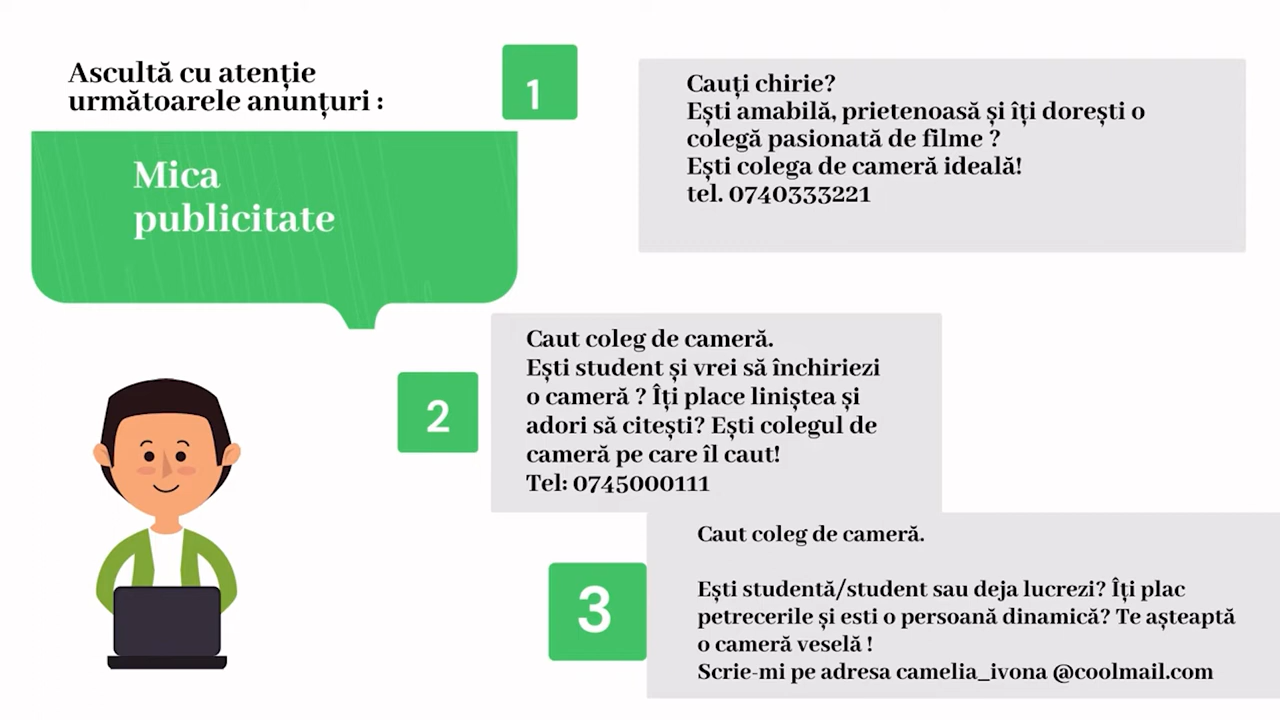 Ascultă cu atenție
următoarele anunțuri :
Mica
publicitate
1
Cauți chirie?
Ești amabilă, prietenoasă și îți dorești o
colegă pasionată de filme ?
Ești colega de cameră ideală!
tel. 0740333221
2
Caut coleg de cameră.
Ești student și vrei să închiriezi
o cameră ? Îți place liniștea și
adori să citești? Ești colegul de
cameră pe care îl caut!
Tel: 0745000111
3
Caut coleg de cameră.
Ești studentă/student sau deja lucrezi? Îți plac
petrecerile și esti o persoană dinamică? Te așteaptă
o cameră veselă !
Scrie-mi pe adresa camelia_ivona @coolmail.com